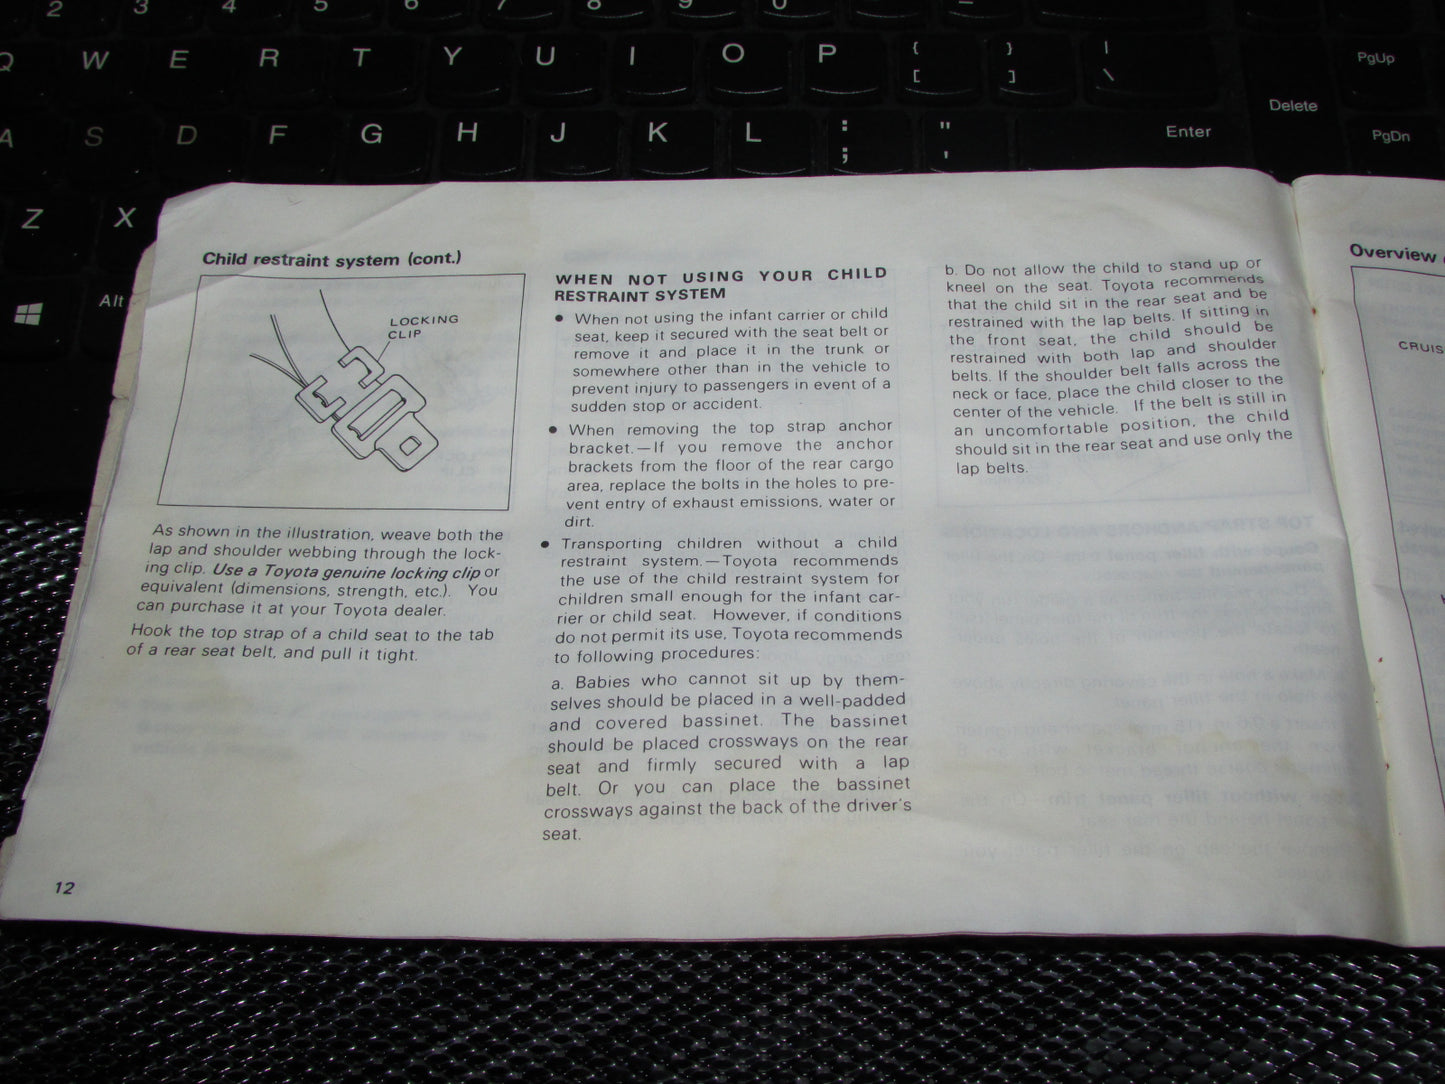 2 3 4 5 6 7 8 9 0
Q W E R T Y U I O P { [ } ] | \ PgUp
Delete
A S D F G H J K L : ; " ' Enter PgDn
Z X
Alt
Child restraint system (cont.)
LOCKING
CLIP
As shown in the illustration, weave both the
lap and shoulder webbing through the lock-
ing clip. Use a Toyota genuine locking clip or
equivalent (dimensions, strength, etc.). You
can purchase it at your Toyota dealer.
Hook the top strap of a child seat to the tab
of a rear seat belt, and pull it tight.
12
WHEN NOT USING YOUR CHILD
RESTRAINT SYSTEM
• When not using the infant carrier or child
seat, keep it secured with the seat belt or
remove it and place it in the trunk or
somewhere other than in the vehicle to
prevent injury to passengers in event of a
sudden stop or accident.
• When removing the top strap anchor
bracket.—If you remove the anchor
brackets from the floor of the rear cargo
area, replace the bolts in the holes to pre-
vent entry of exhaust emissions, water or
dirt.
• Transporting children without a child
restraint system.—Toyota recommends
the use of the child restraint system for
children small enough for the infant car-
rier or child seat. However, if conditions
do not permit its use, Toyota recommends
to following procedures:
a. Babies who cannot sit up by them-
selves should be placed in a well-padded
and covered bassinet. The bassinet
should be placed crossways on the rear
seat and firmly secured with a lap
belt. Or you can place the bassinet
crossways against the back of the driver's
seat.
b. Do not allow the child to stand up or
kneel on the seat. Toyota recommends
that the child sit in the rear seat and be
restrained with the lap belts. If sitting in
the front seat, the child should be
restrained with both lap and shoulder
belts. If the shoulder belt falls across the
neck or face, place the child closer to the
center of the vehicle. If the belt is still in
an uncomfortable position, the child
should sit in the rear seat and use only the
lap belts.
Overview
CRUIS